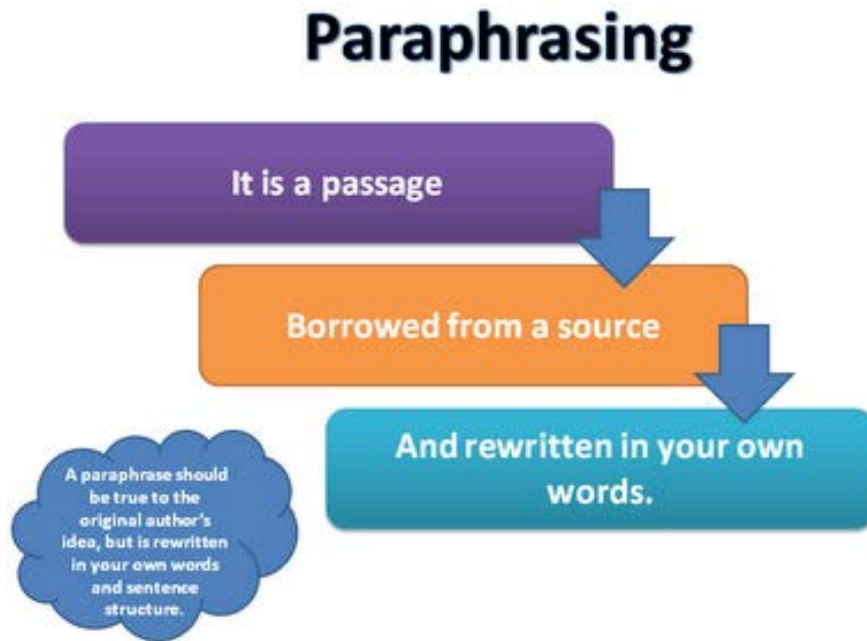 Paraphrasing
It is a passage
Borrowed from a source
And rewritten in your own
words.
A paraphrase should
be true to the
original author's
idea, but is rewritten
in your own words
and sentence
structure.